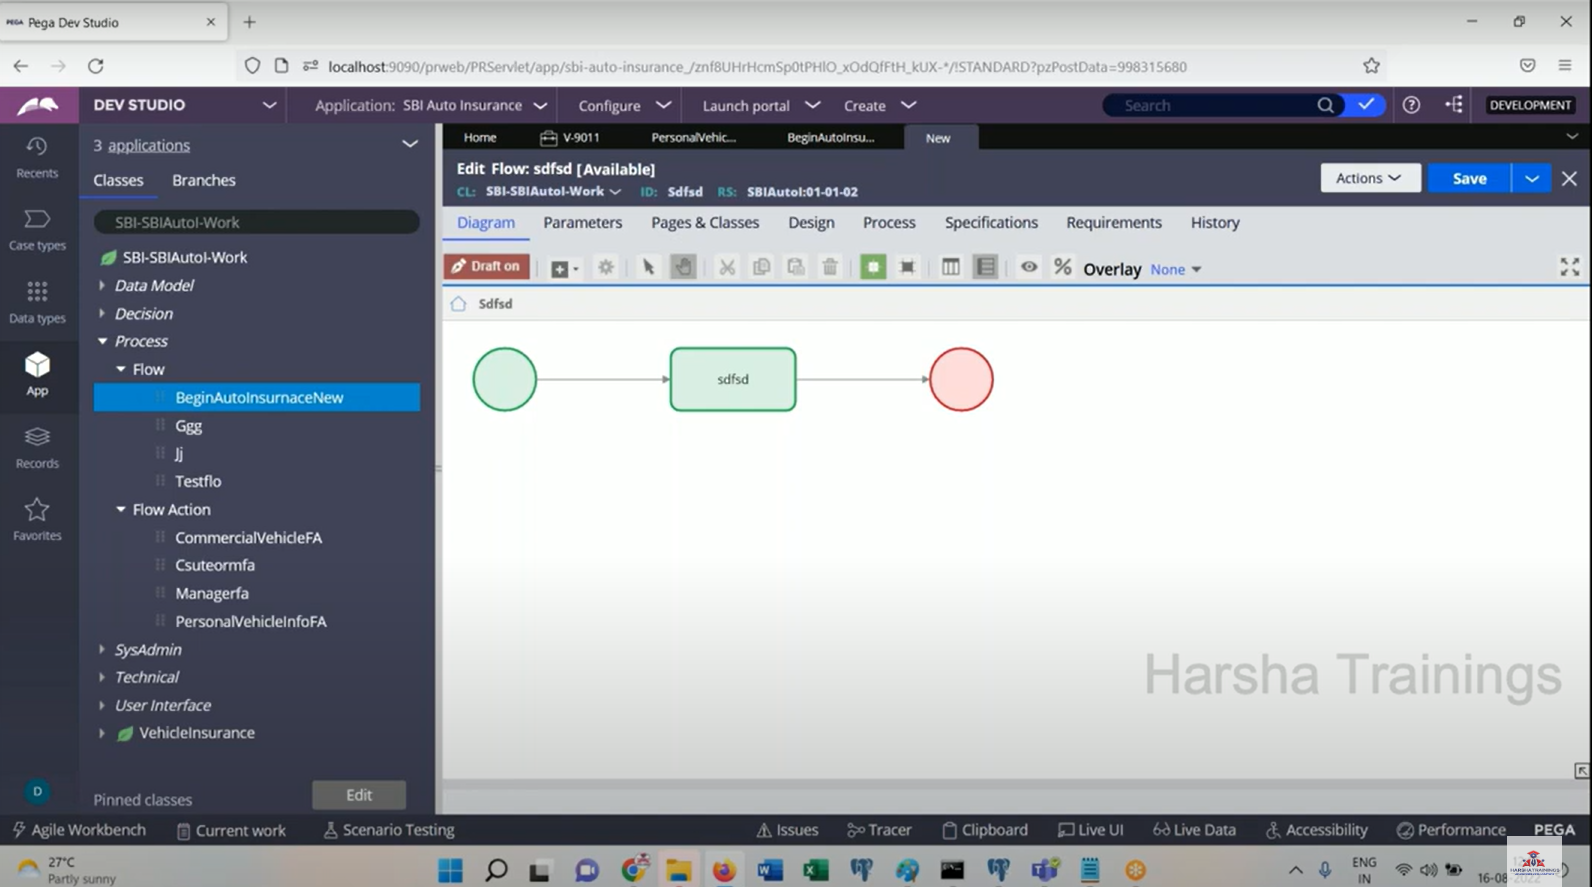 PEGA Pega Dev Studio
localhost:9090/prweb/PRServlet/app/sbi-auto-insurance_/znf8UHrHcmSp0tPHlO_xOdQfFtH_kUX-*/!STANDARD?pzPostData=998315680
DEV STUDIO Application: SBI Auto Insurance Configure Launch portal Create Search DEVELOPMENT
Recents
Case types
Data types
App
Records
Favorites
D
3 applications
Classes Branches
SBI-SBIAutoI-Work
SBI-SBIAutoI-Work
Data Model
Decision
Process
Flow
BeginAutoInsurnaceNew
Ggg
Jj
Testflo
Flow Action
CommercialVehicleFA
Csuteormfa
Managerfa
PersonalVehicleInfoFA
SysAdmin
Technical
User Interface
VehicleInsurance
Pinned classes Edit
Home V-9011 PersonalVehic... BeginAutoInsu... New
Edit Flow: sdfsd [Available]
CL: SBI-SBIAutoI-Work ID: Sdfsd RS: SBIAutoI:01-01-02
Actions Save
Diagram Parameters Pages & Classes Design Process Specifications Requirements History
Draft on Overlay None
Sdfsd
sdfsd
Harsha Trainings
Agile Workbench Current work Scenario Testing Issues Tracer Clipboard Live UI Live Data Accessibility Performance PEGA
27°C
Partly sunny
ENG
IN
HARSHA TRAININGS